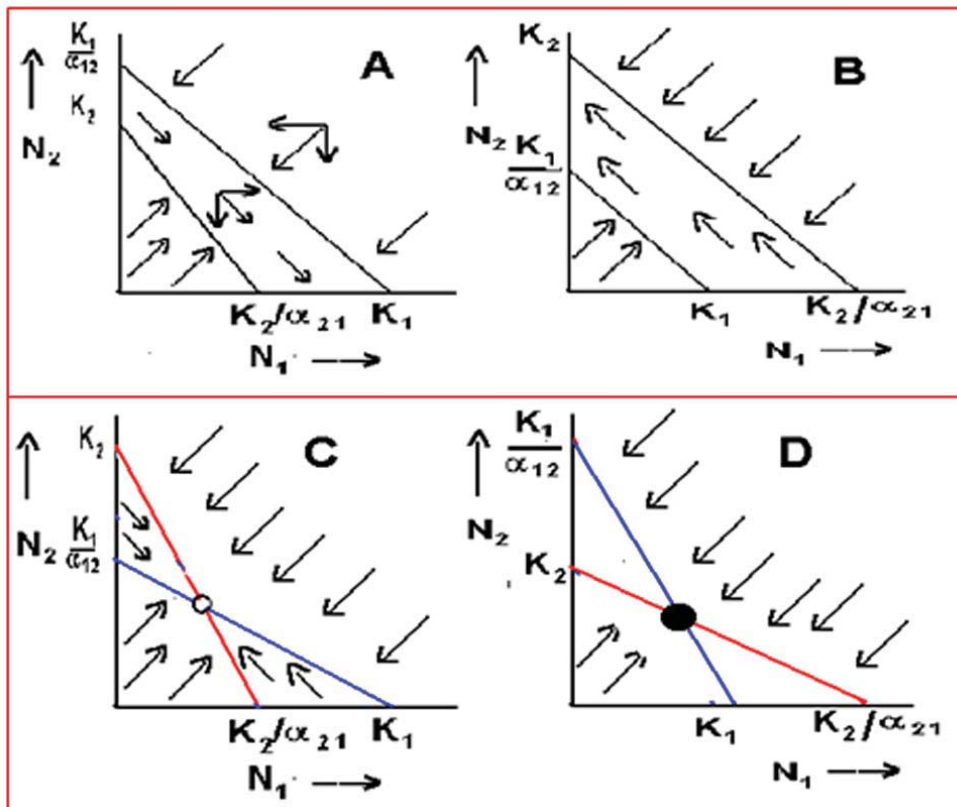 K₁
α₁₂
A
K₂
N₂
K₂/α₂₁ K₁
N₁
K₂
B
N₂ K₁
α₁₂
K₁ K₂/α₂₁
N₁
K₂
C
N₂ K₁
α₁₂
K₂/α₂₁ K₁
N₁
K₁
α₁₂
D
N₂
K₂
K₁ K₂/α₂₁
N₁